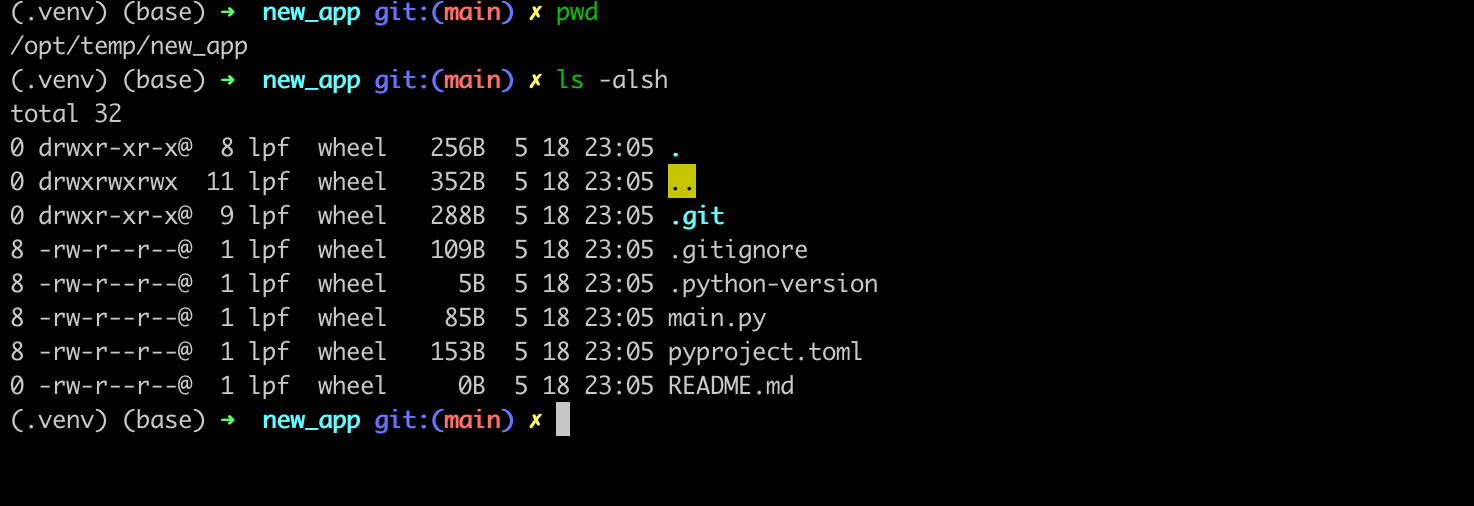 (.venv) (base) ➜  new_app git:(main) ✗ pwd
/opt/temp/new_app
(.venv) (base) ➜  new_app git:(main) ✗ ls -alsh
total 32
0 drwxr-xr-x@  8 lpf  wheel   256B  5 18 23:05 .
0 drwxrwxrwx  11 lpf  wheel   352B  5 18 23:05 ..
0 drwxr-xr-x@  9 lpf  wheel   288B  5 18 23:05 .git
8 -rw-r--r--@  1 lpf  wheel   109B  5 18 23:05 .gitignore
8 -rw-r--r--@  1 lpf  wheel     5B  5 18 23:05 .python-version
8 -rw-r--r--@  1 lpf  wheel    85B  5 18 23:05 main.py
8 -rw-r--r--@  1 lpf  wheel   153B  5 18 23:05 pyproject.toml
0 -rw-r--r--@  1 lpf  wheel     0B  5 18 23:05 README.md
(.venv) (base) ➜  new_app git:(main) ✗